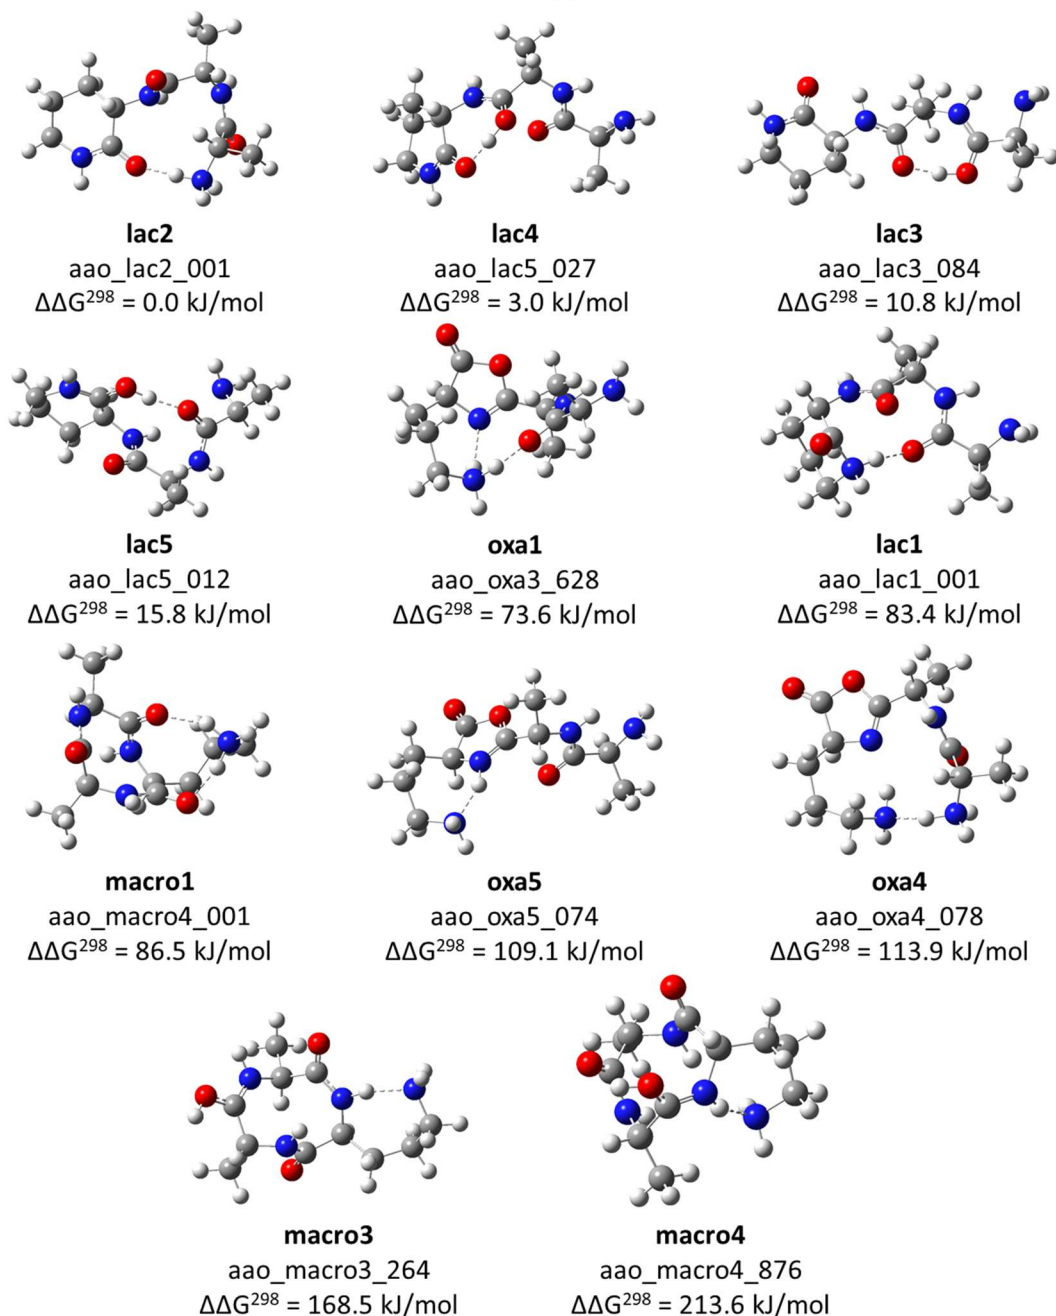 lac2
aao_lac2_001
ΔΔG²⁹⁸ = 0.0 kJ/mol
lac4
aao_lac5_027
ΔΔG²⁹⁸ = 3.0 kJ/mol
lac3
aao_lac3_084
ΔΔG²⁹⁸ = 10.8 kJ/mol
lac5
aao_lac5_012
ΔΔG²⁹⁸ = 15.8 kJ/mol
oxa1
aao_oxa3_628
ΔΔG²⁹⁸ = 73.6 kJ/mol
lac1
aao_lac1_001
ΔΔG²⁹⁸ = 83.4 kJ/mol
macro1
aao_macro4_001
ΔΔG²⁹⁸ = 86.5 kJ/mol
oxa5
aao_oxa5_074
ΔΔG²⁹⁸ = 109.1 kJ/mol
oxa4
aao_oxa4_078
ΔΔG²⁹⁸ = 113.9 kJ/mol
macro3
aao_macro3_264
ΔΔG²⁹⁸ = 168.5 kJ/mol
macro4
aao_macro4_876
ΔΔG²⁹⁸ = 213.6 kJ/mol